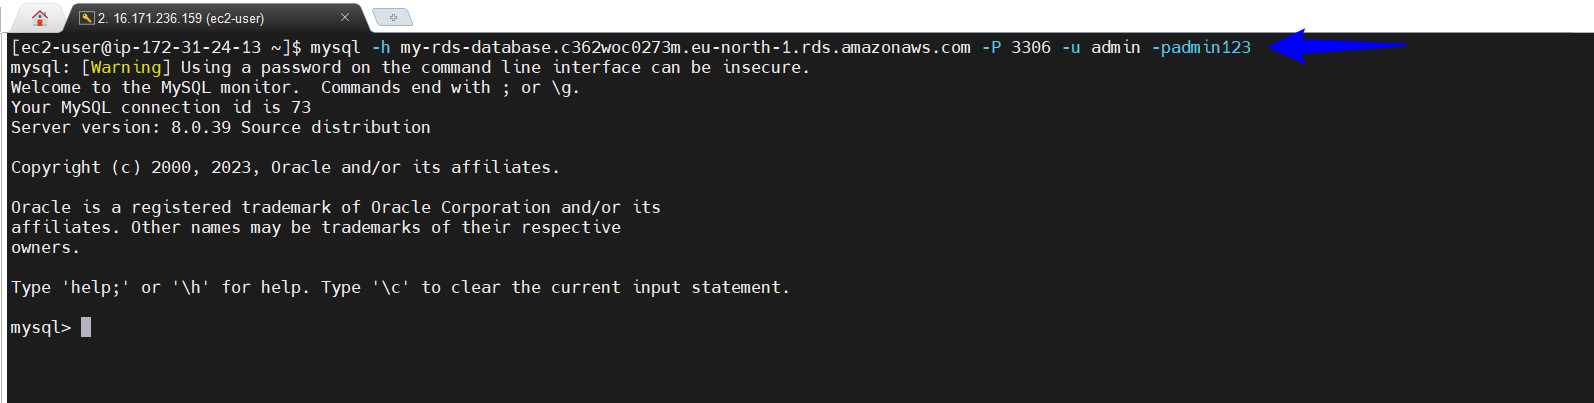 2. 16.171.236.159 (ec2-user)
[ec2-user@ip-172-31-24-13 ~]$ mysql -h my-rds-database.c362woc0273m.eu-north-1.rds.amazonaws.com -P 3306 -u admin -padmin123
mysql: [Warning] Using a password on the command line interface can be insecure.
Welcome to the MySQL monitor.  Commands end with ; or \g.
Your MySQL connection id is 73
Server version: 8.0.39 Source distribution
Copyright (c) 2000, 2023, Oracle and/or its affiliates.
Oracle is a registered trademark of Oracle Corporation and/or its
affiliates. Other names may be trademarks of their respective
owners.
Type 'help;' or '\h' for help. Type '\c' to clear the current input statement.
mysql>